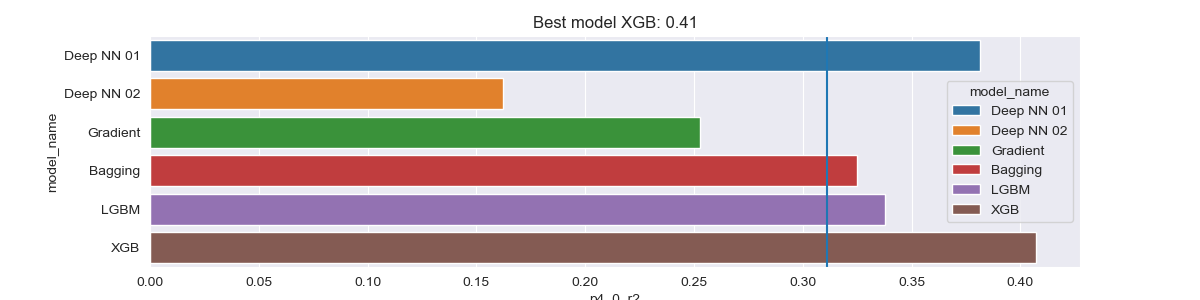 Best model XGB: 0.41
Deep NN 01
Deep NN 02
Gradient
Bagging
LGBM
XGB
model_name
model_name
Deep NN 01
Deep NN 02
Gradient
Bagging
LGBM
XGB
0.00 0.05 0.10 0.15 0.20 0.25 0.30 0.35 0.40